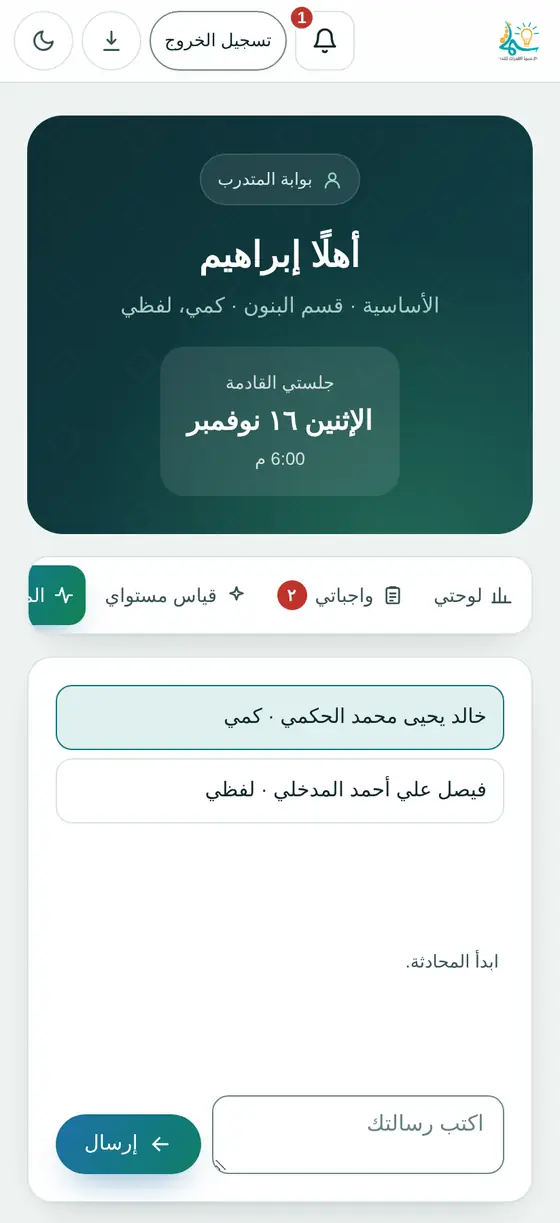 1
تسجيل الخروج
بوابة المتدرب
أهلًا إبراهيم
الأساسية · قسم البنون · كمي، لفظي
جلستي القادمة
الإثنين ١٦ نوفمبر
6:00 م
لوحتي
واجباتي ٢
قياس مستواي
خالد يحيى محمد الحكمي · كمي
فيصل علي أحمد المدخلي · لفظي
ابدأ المحادثة.
اكتب رسالتك
إرسال